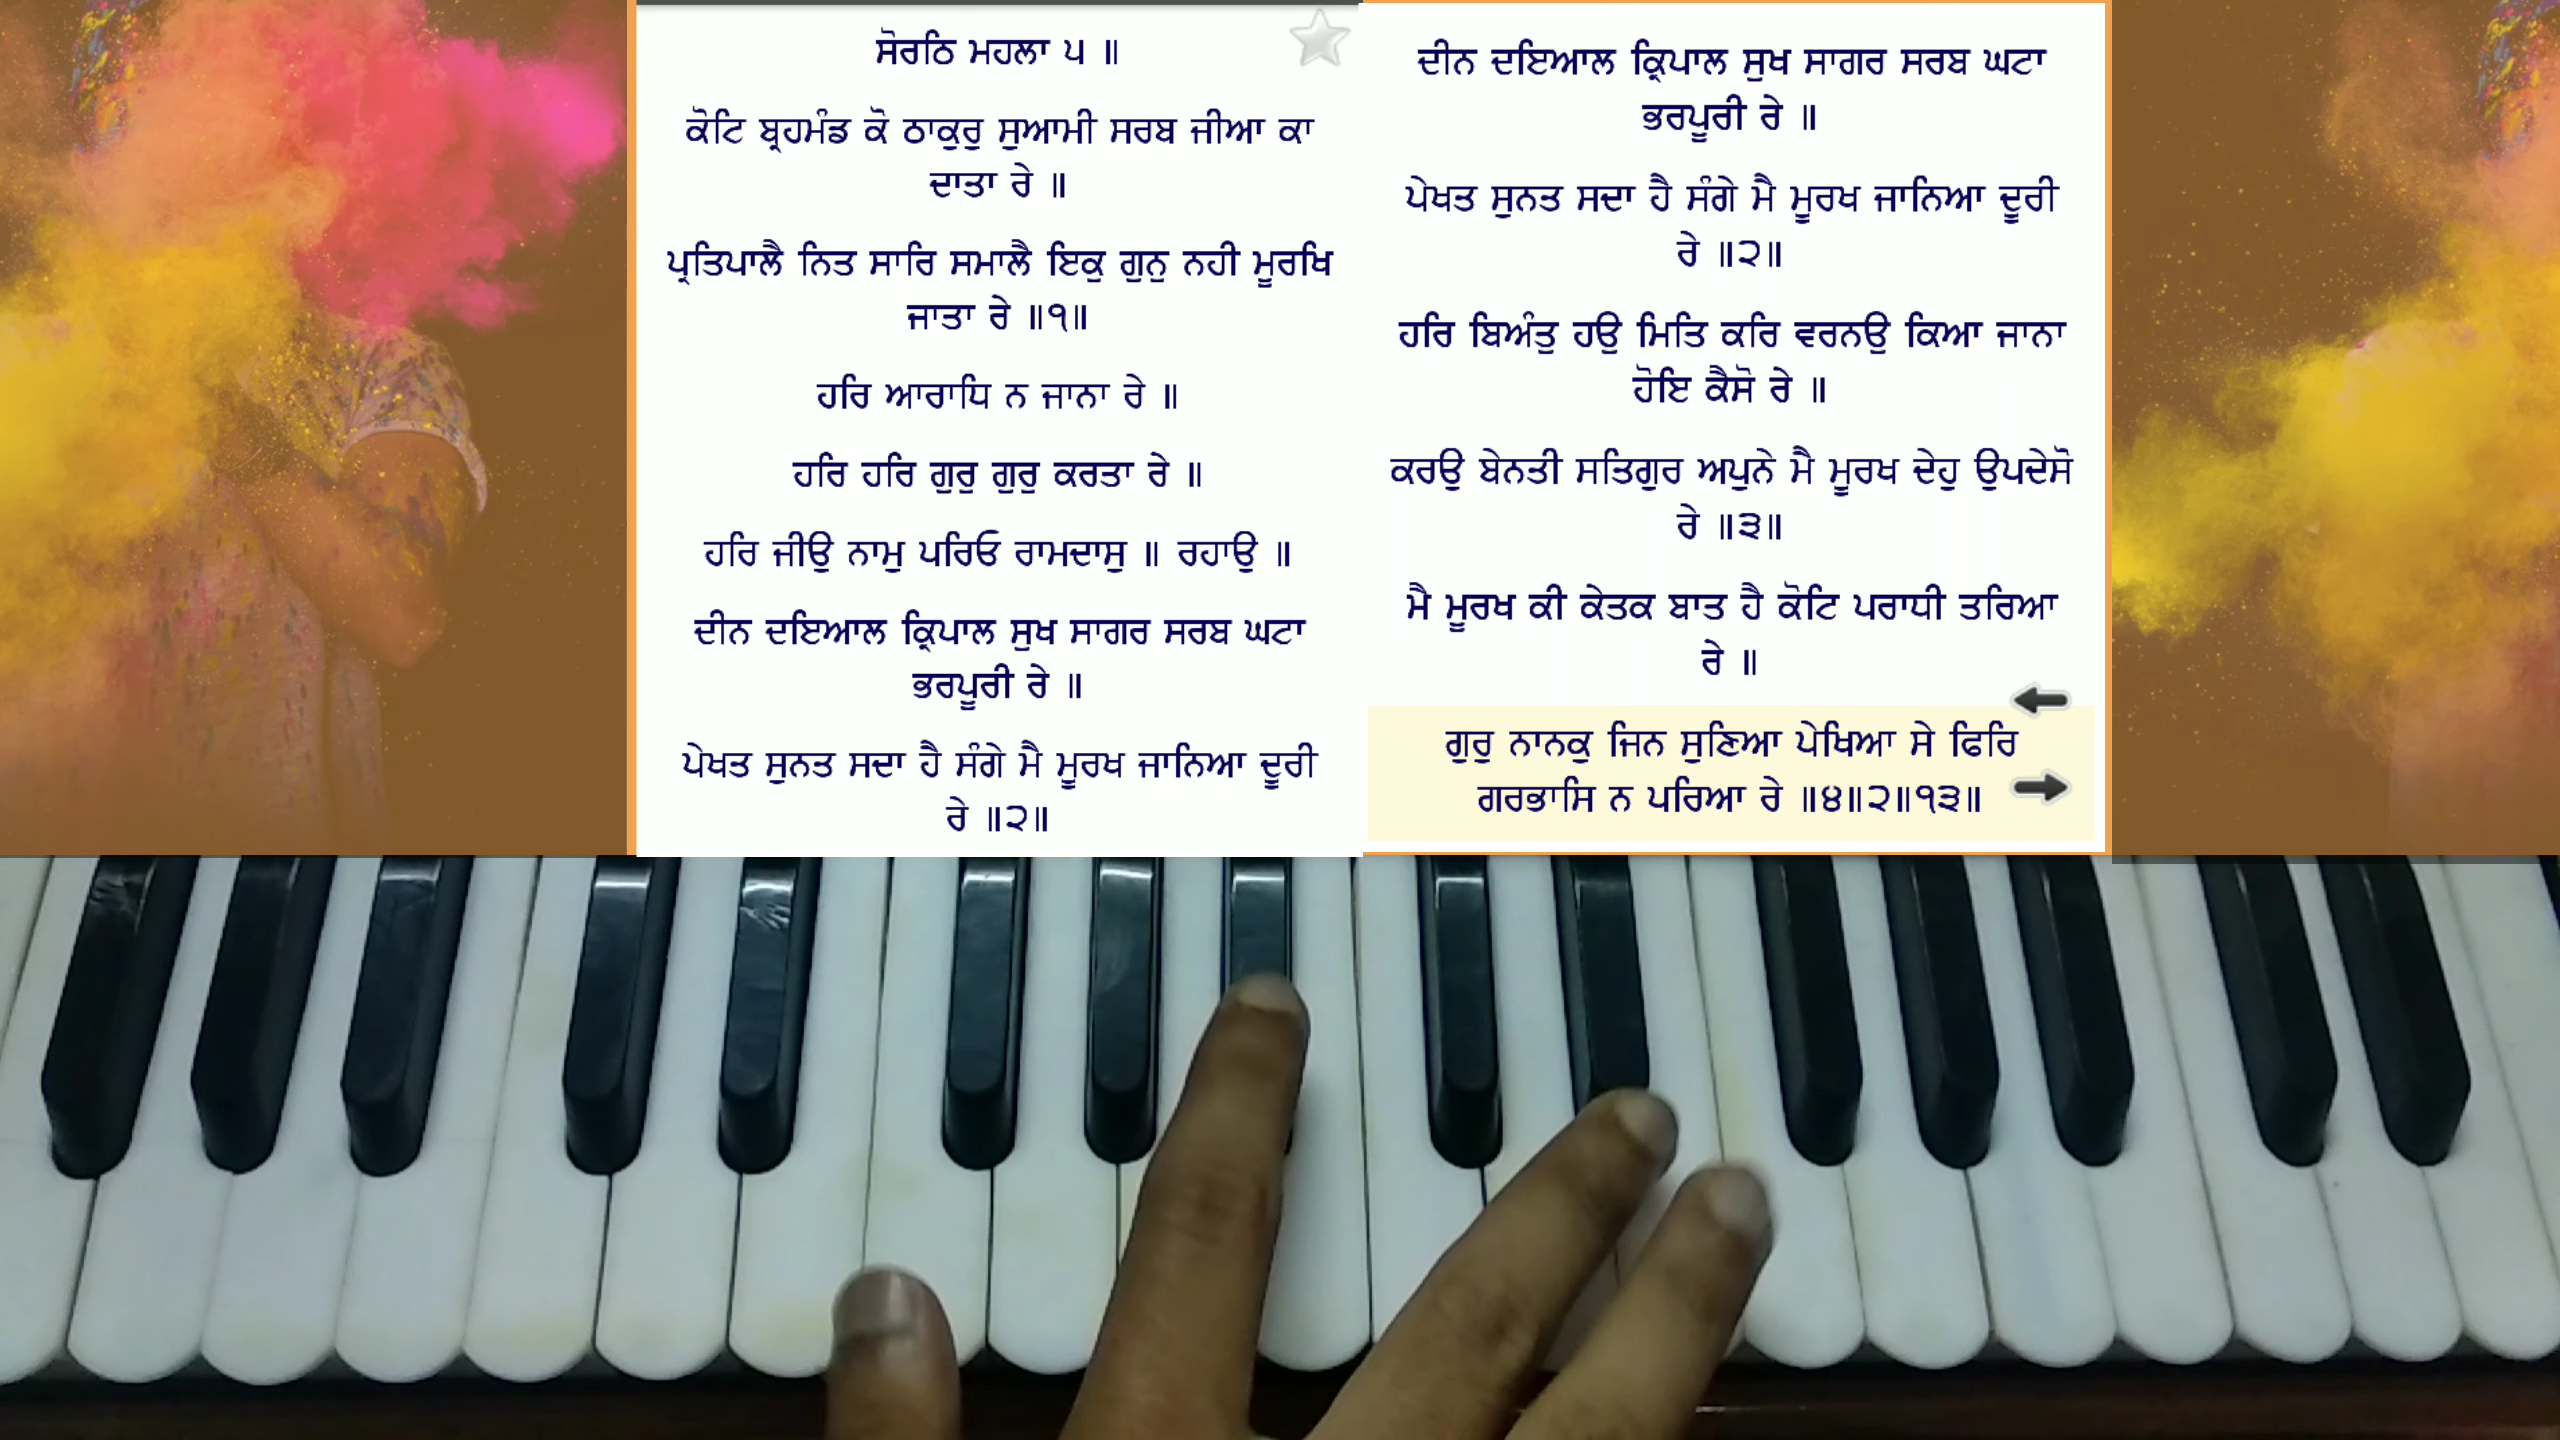 ਸੋਰਠਿ ਮਹਲਾ ੫ ॥
ਕੋਟਿ ਬ੍ਰਹਮੰਡ ਕੋ ਠਾਕੁਰੁ ਸੁਆਮੀ ਸਰਬ ਜੀਆ ਕਾ
ਦਾਤਾ ਰੇ ॥
ਪ੍ਰਤਿਪਾਲੈ ਨਿਤ ਸਾਰਿ ਸਮਾਲੈ ਇਕੁ ਗੁਨੁ ਨਹੀ ਮੂਰਖਿ
ਜਾਤਾ ਰੇ ॥੧॥
ਹਰਿ ਆਰਾਧਿ ਨ ਜਾਨਾ ਰੇ ॥
ਹਰਿ ਹਰਿ ਗੁਰੁ ਗੁਰੁ ਕਰਤਾ ਰੇ ॥
ਹਰਿ ਜੀਉ ਨਾਮੁ ਪਰਿਓ ਰਾਮਦਾਸੁ ॥ ਰਹਾਉ ॥
ਦੀਨ ਦਇਆਲ ਕ੍ਰਿਪਾਲ ਸੁਖ ਸਾਗਰ ਸਰਬ ਘਟਾ
ਭਰਪੂਰੀ ਰੇ ॥
ਪੇਖਤ ਸੁਨਤ ਸਦਾ ਹੈ ਸੰਗੇ ਮੈ ਮੂਰਖ ਜਾਨਿਆ ਦੂਰੀ
ਰੇ ॥੨॥
ਦੀਨ ਦਇਆਲ ਕ੍ਰਿਪਾਲ ਸੁਖ ਸਾਗਰ ਸਰਬ ਘਟਾ
ਭਰਪੂਰੀ ਰੇ ॥
ਪੇਖਤ ਸੁਨਤ ਸਦਾ ਹੈ ਸੰਗੇ ਮੈ ਮੂਰਖ ਜਾਨਿਆ ਦੂਰੀ
ਰੇ ॥੨॥
ਹਰਿ ਬਿਅੰਤੁ ਹਉ ਮਿਤਿ ਕਰਿ ਵਰਨਉ ਕਿਆ ਜਾਨਾ
ਹੋਇ ਕੈਸੋ ਰੇ ॥
ਕਰਉ ਬੇਨਤੀ ਸਤਿਗੁਰ ਅਪੁਨੇ ਮੈ ਮੂਰਖ ਦੇਹੁ ਉਪਦੇਸੋ
ਰੇ ॥੩॥
ਮੈ ਮੂਰਖ ਕੀ ਕੇਤਕ ਬਾਤ ਹੈ ਕੋਟਿ ਪਰਾਧੀ ਤਰਿਆ
ਰੇ ॥
ਗੁਰੁ ਨਾਨਕੁ ਜਿਨ ਸੁਣਿਆ ਪੇਖਿਆ ਸੇ ਫਿਰਿ
ਗਰਭਾਸਿ ਨ ਪਰਿਆ ਰੇ ॥੪॥੨॥੧੩॥